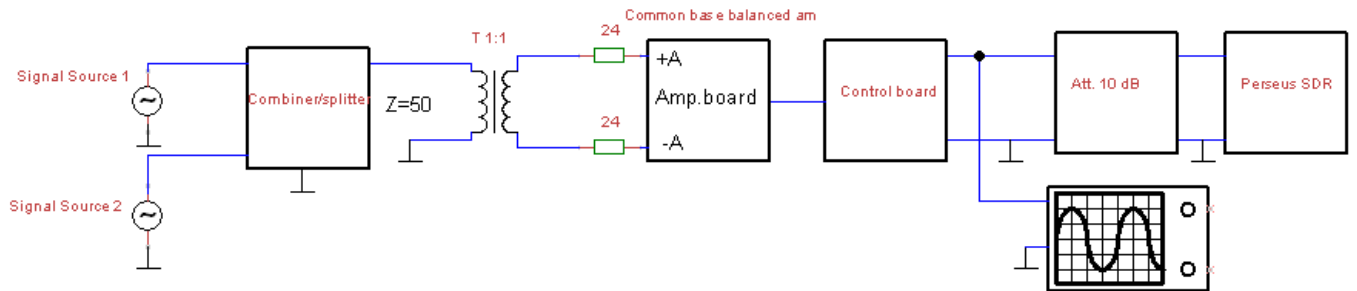 Common base balanced am
T 1:1
24
Signal Source 1
Combiner/splitter
Z=50
+A
Amp.board
-A
24
Control board
Att. 10 dB
Perseus SDR
Signal Source 2
x
x